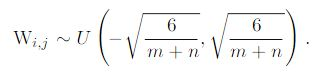 W_{i,j} ∼ U ( −√(6/(m + n)), √(6/(m + n)) ) .